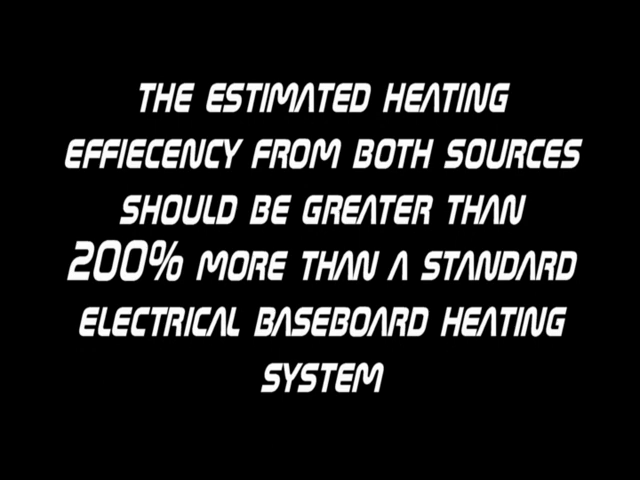 THE ESTIMATED HEATING
EFFIECENCY FROM BOTH SOURCES
SHOULD BE GREATER THAN
200% MORE THAN A STANDARD
ELECTRICAL BASEBOARD HEATING
SYSTEM